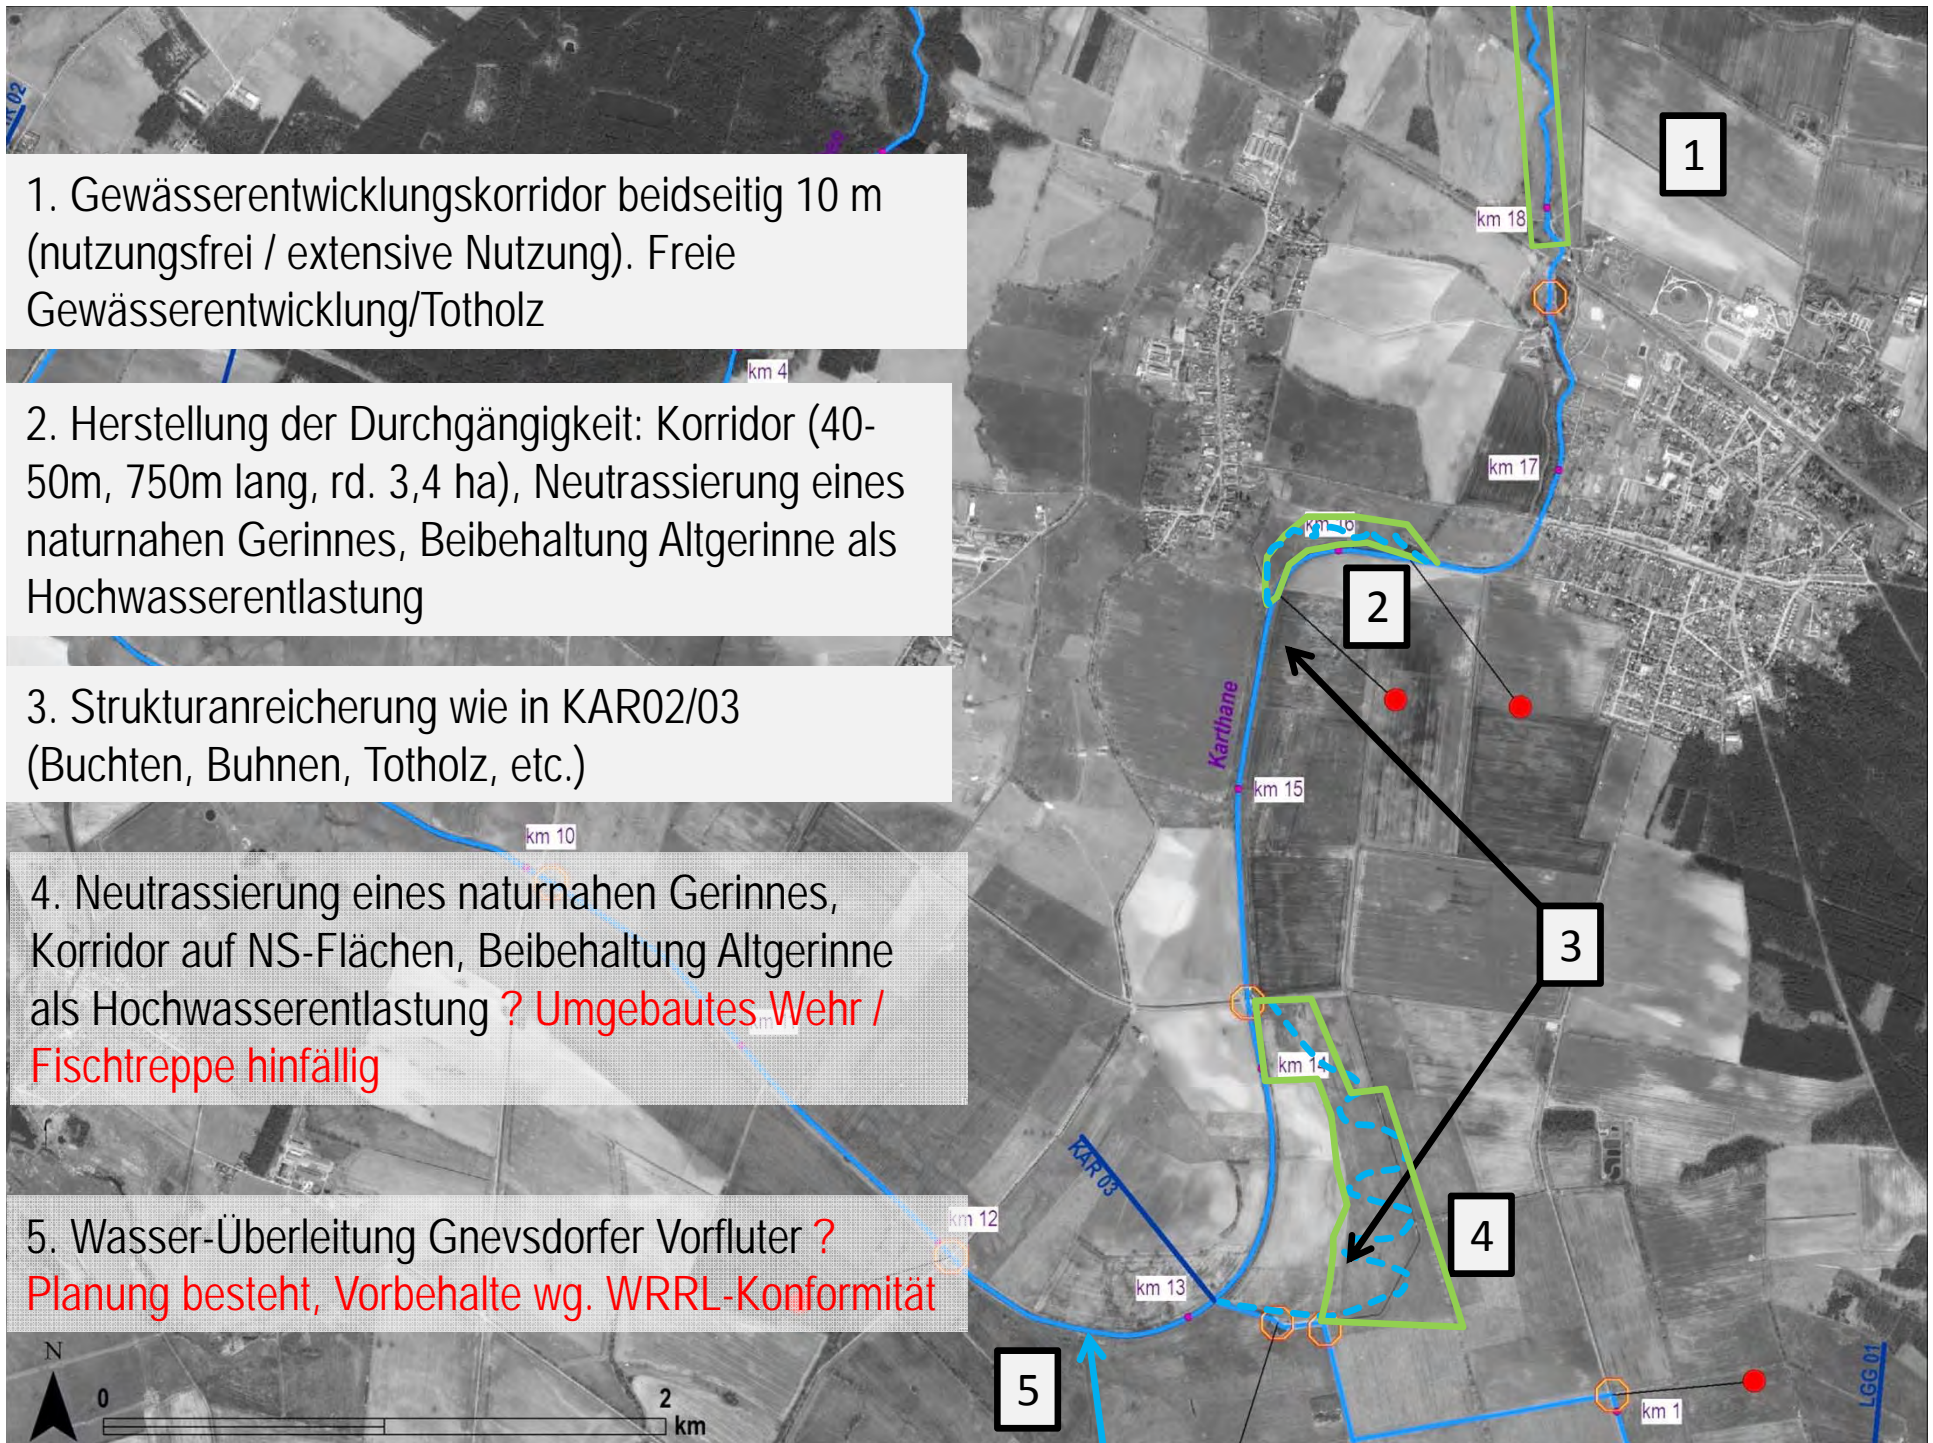 1. Gewässerentwicklungskorridor beidseitig 10 m
(nutzungsfrei / extensive Nutzung). Freie
Gewässerentwicklung/Totholz
km 4
2. Herstellung der Durchgängigkeit: Korridor (40-
50m, 750m lang, rd. 3,4 ha), Neutrassierung eines
naturnahen Gerinnes, Beibehaltung Altgerinne als
Hochwasserentlastung
3. Strukturanreicherung wie in KAR02/03
(Buchten, Buhnen, Totholz, etc.)
km 10
4. Neutrassierung eines naturnahen Gerinnes,
Korridor auf NS-Flächen, Beibehaltung Altgerinne
als Hochwasserentlastung ? Umgebautes Wehr /
Fischtreppe hinfällig
5. Wasser-Überleitung Gnevsdorfer Vorfluter ?
Planung besteht, Vorbehalte wg. WRRL-Konformität
km 12
N
0
2
km
1
km 18
km 17
km 16
2
Karthane
km 15
3
km 14
KAR 03
4
km 13
5
km 1
LGG 01